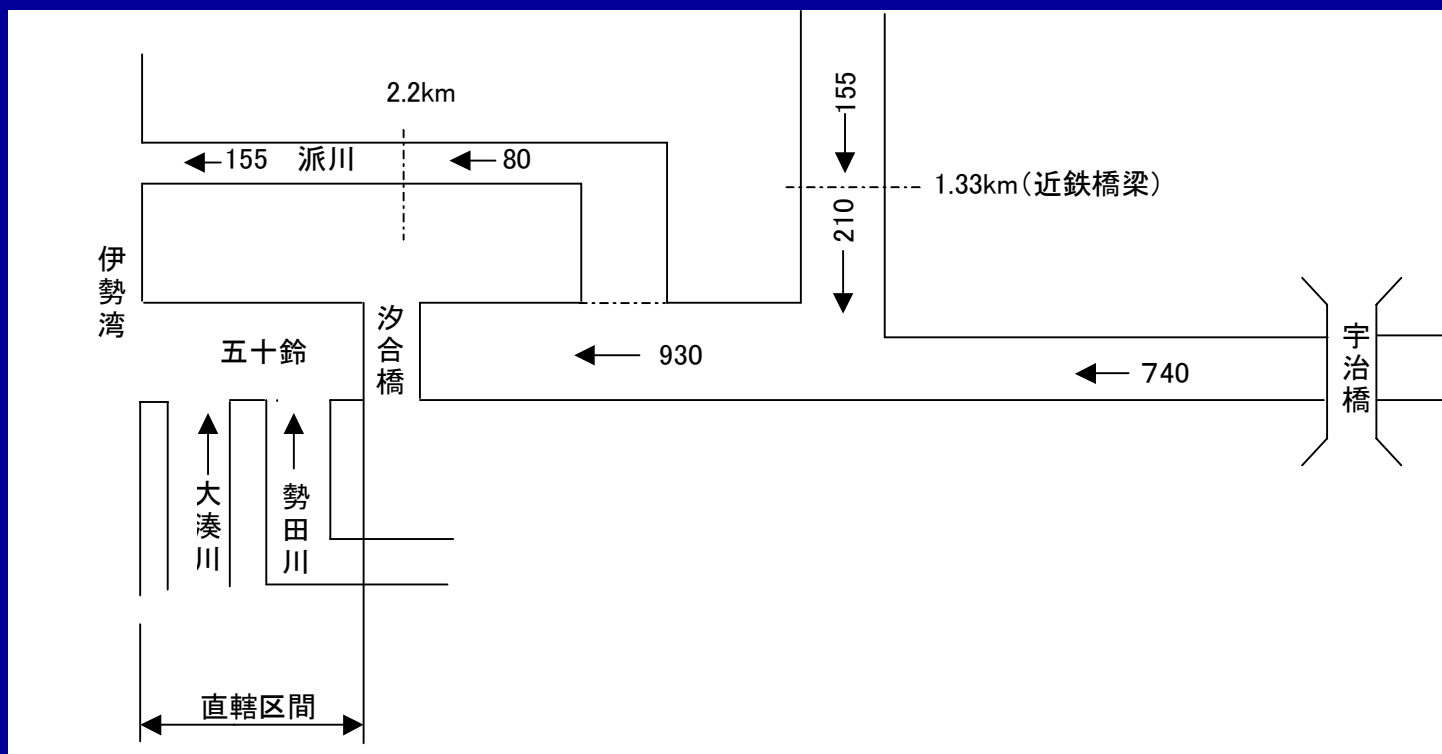 2.2km
155
155 派川
80
1.33km(近鉄橋梁)
210
伊勢湾
汐合橋
宇治橋
五十鈴
930
740
大湊川
勢田川
直轄区間